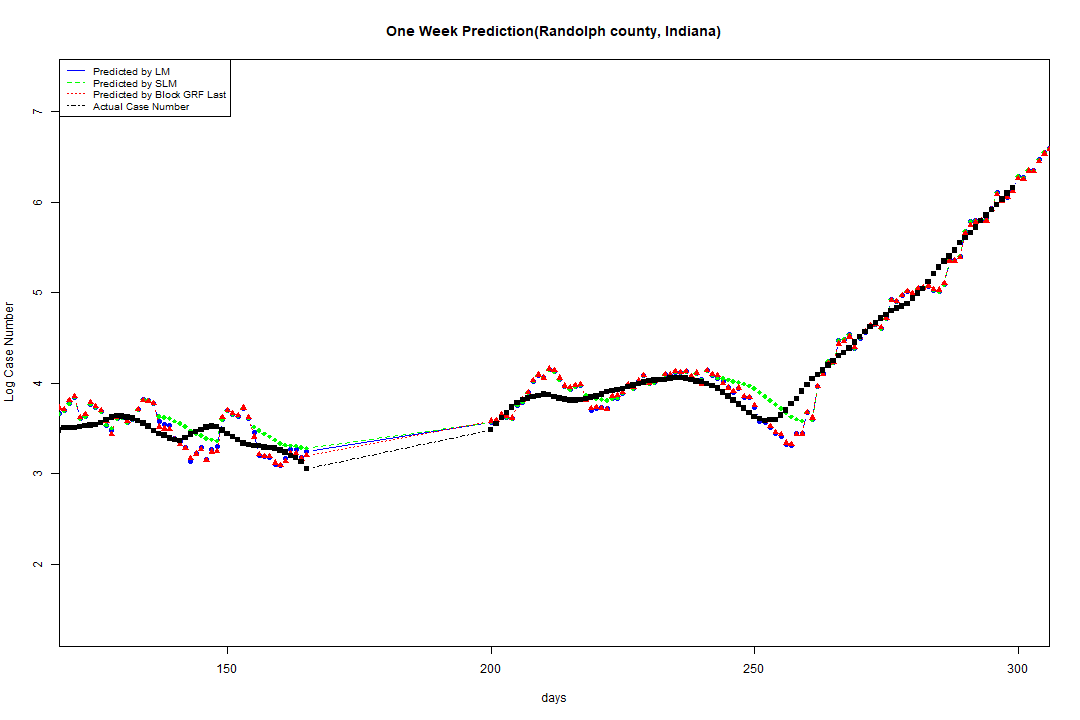 One Week Prediction(Randolph county, Indiana)
Predicted by LM
Predicted by SLM
Predicted by Block GRF Last
Actual Case Number
7
6
5
4
3
2
Log Case Number
150
200
250
300
days